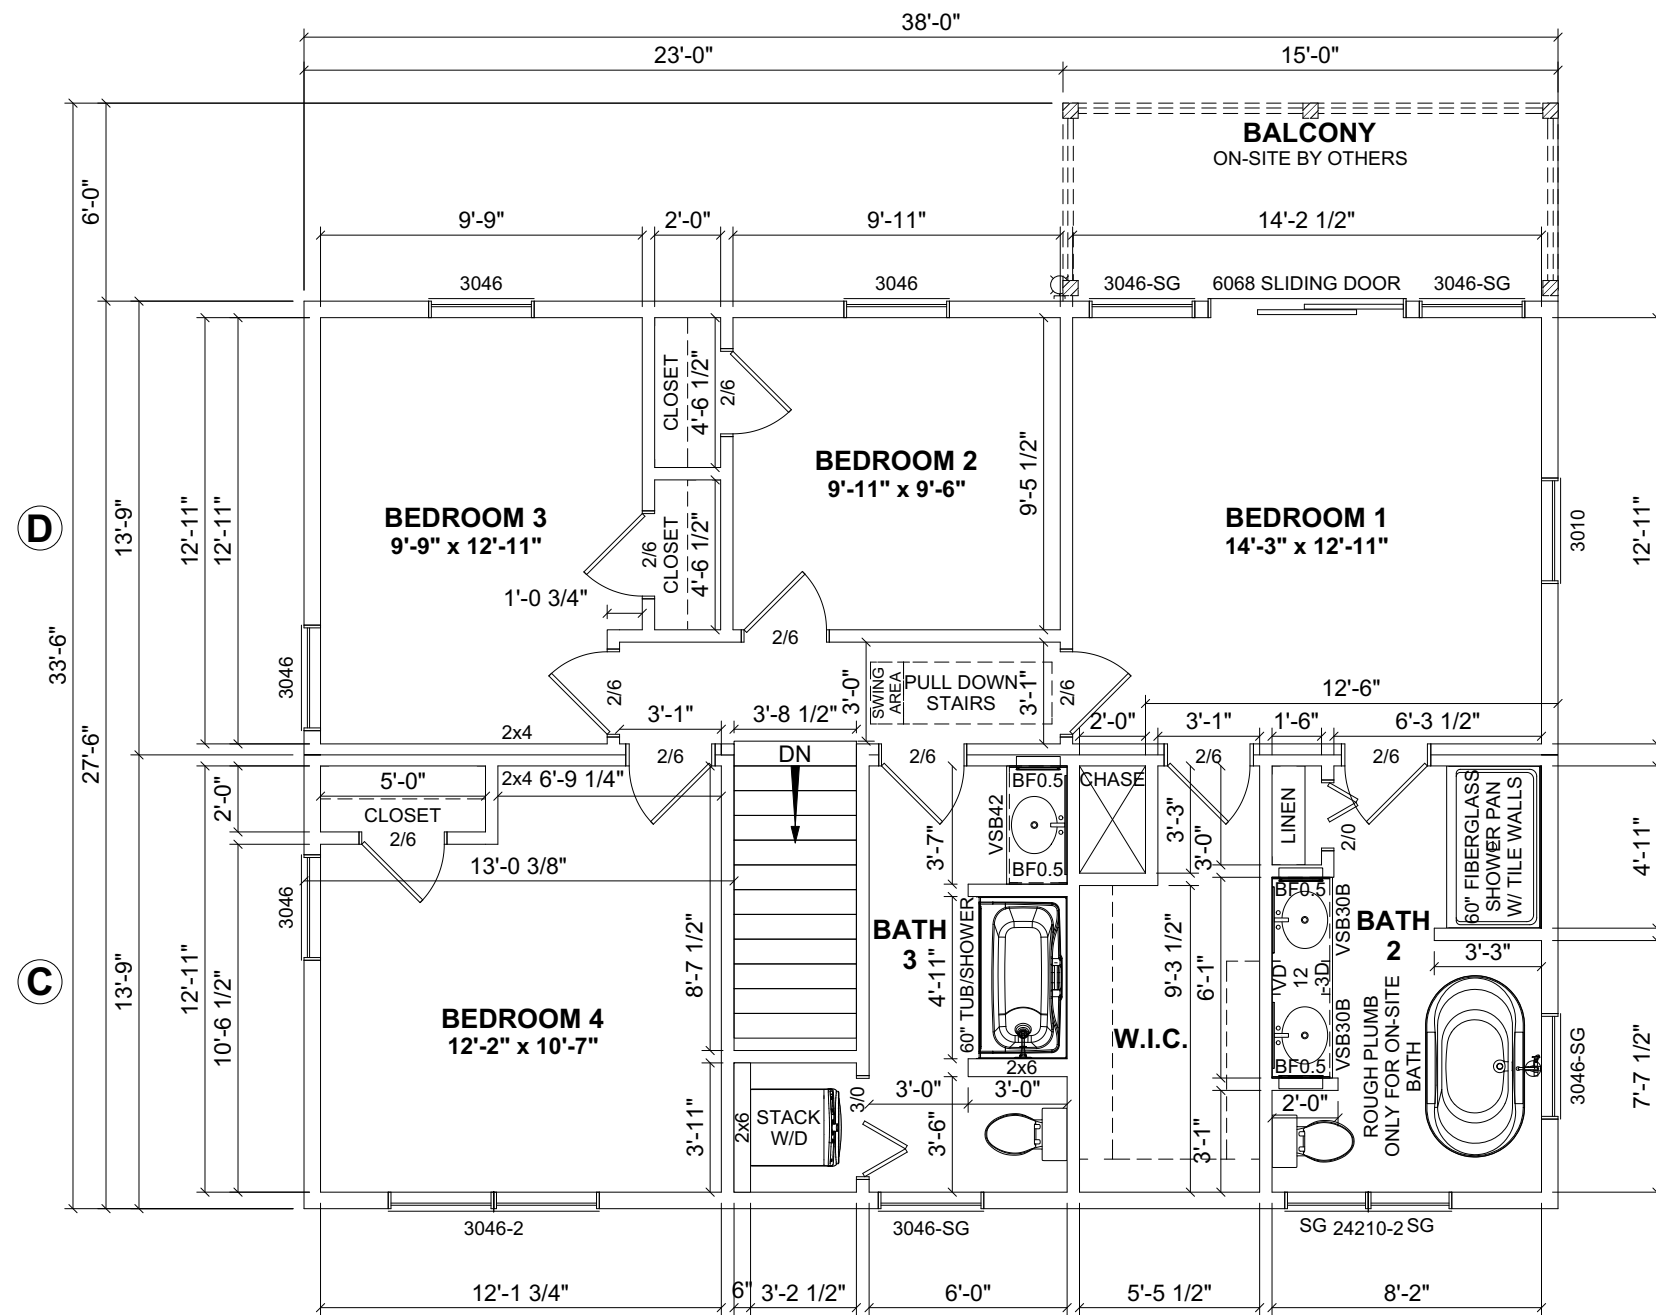 38'-0"
23'-0"
15'-0"
BALCONY
ON-SITE BY OTHERS
6'-0"
9'-9"
2'-0"
9'-11"
14'-2 1/2"
3046
3046
3046-SG
6068 SLIDING DOOR
3046-SG
CLOSET
4'-6 1/2"
2/6
BEDROOM 2
9'-11" x 9'-6"
9'-5 1/2"
BEDROOM 3
9'-9" x 12'-11"
BEDROOM 1
14'-3" x 12'-11"
3010
12'-11"
D
13'-9"
12'-11"
12'-11"
CLOSET
4'-6 1/2"
2/6
1'-0 3/4"
33'-6"
27'-6"
3046
2/6
2/6
3'-0"
SWING
AREA
PULL DOWN
STAIRS
3'-1"
2/6
12'-6"
3'-1"
3'-8 1/2"
2'-0"
3'-1"
1'-6"
6'-3 1/2"
2x4
2/6
DN
2/6
2/6
2/6
5'-0"
2x4
6'-9 1/4"
2'-0"
CLOSET
2/6
13'-0 3/8"
3046
VSB42
BF0.5
BF0.5
3'-7"
CHASE
3'-3"
3'-0"
LINEN
2/0
60" FIBERGLASS
SHOWER PAN
W/ TILE WALLS
4'-11"
C
13'-9"
12'-11"
10'-6 1/2"
8'-7 1/2"
BATH
3
4'-11"
60" TUB/SHOWER
2x6
9'-3 1/2"
6'-1"
BF0.5
VSB30B
VD
12
-3D
VSB30B
BF0.5
BATH
2
3'-3"
BEDROOM 4
12'-2" x 10'-7"
W.I.C.
ROUGH PLUMB
ONLY FOR ON-SITE
BATH
3046-SG
7'-7 1/2"
3'-11"
2x6
STACK
W/D
3/0
3'-0"
3'-0"
3'-6"
3'-1"
2'-0"
3046-2
3046-SG
SG 24210-2 SG
12'-1 3/4"
6"
3'-2 1/2"
6'-0"
5'-5 1/2"
8'-2"